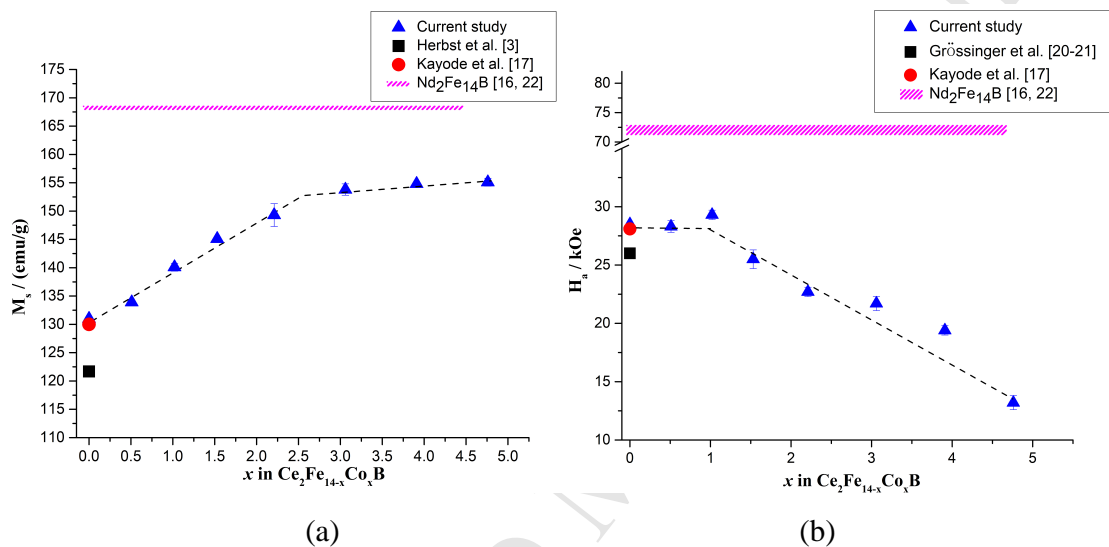 Current study
Herbst et al. [3]
Kayode et al. [17]
Nd2Fe14B [16, 22]
175
170
165
160
155
150
145
140
135
130
125
120
115
110
Ms / (emu/g)
0.0 0.5 1.0 1.5 2.0 2.5 3.0 3.5 4.0 4.5 5.0
x in Ce2Fe14-xCoxB
(a)
Current study
Grössinger et al. [20-21]
Kayode et al. [17]
Nd2Fe14B [16, 22]
80
75
70
30
25
20
15
10
Ha / kOe
0 1 2 3 4 5
x in Ce2Fe14-xCoxB
(b)